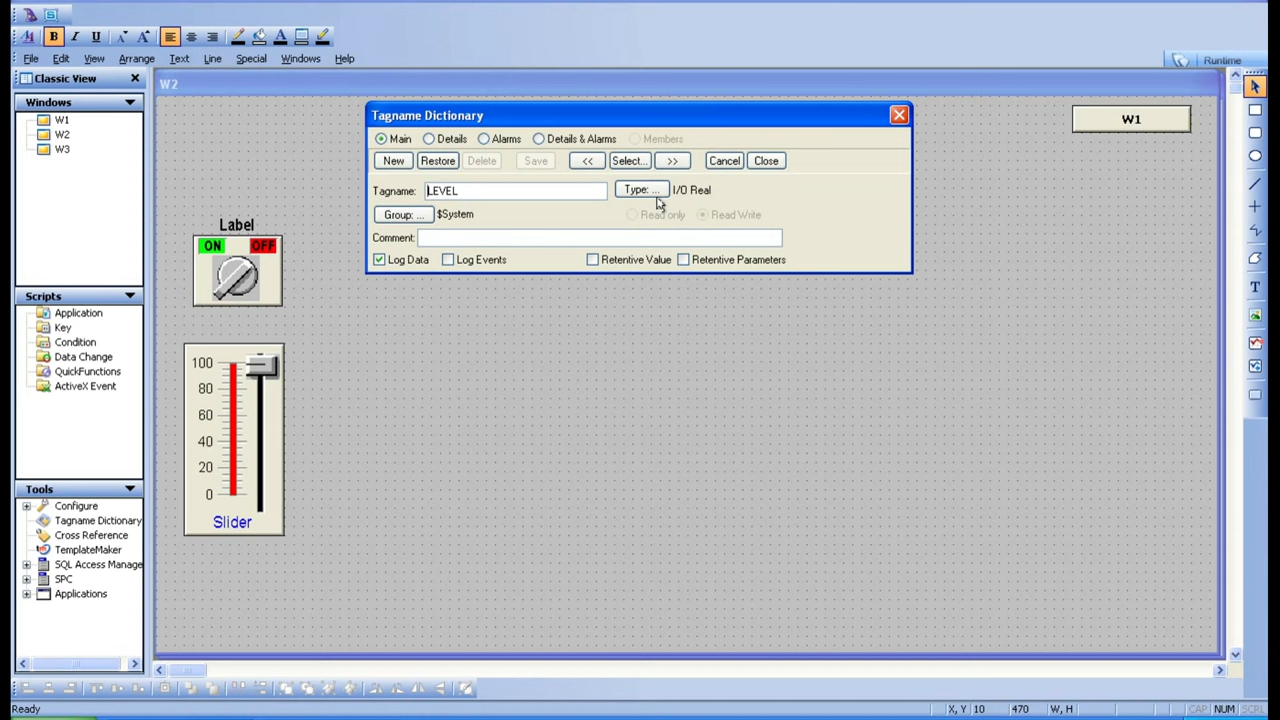 B I U A A A
File Edit View Arrange Text Line Special Windows Help
Runtime
Classic View
Windows
W1
W2
W3
Scripts
Application
Key
Condition
Data Change
QuickFunctions
ActiveX Event
Tools
Configure
Tagname Dictionary
Cross Reference
TemplateMaker
SQL Access Manage
SPC
Applications
W2
W1
Label
ON OFF
100
80
60
40
20
0
Slider
Tagname Dictionary
Main Details Alarms Details & Alarms Members
New Restore Delete Save << Select... >> Cancel Close
Tagname: LEVEL Type: ... I/O Real
Group: ... $System Read only Read Write
Comment:
Log Data Log Events Retentive Value Retentive Parameters
T
Ready X, Y 10 470 W, H CAP NUM SCRL